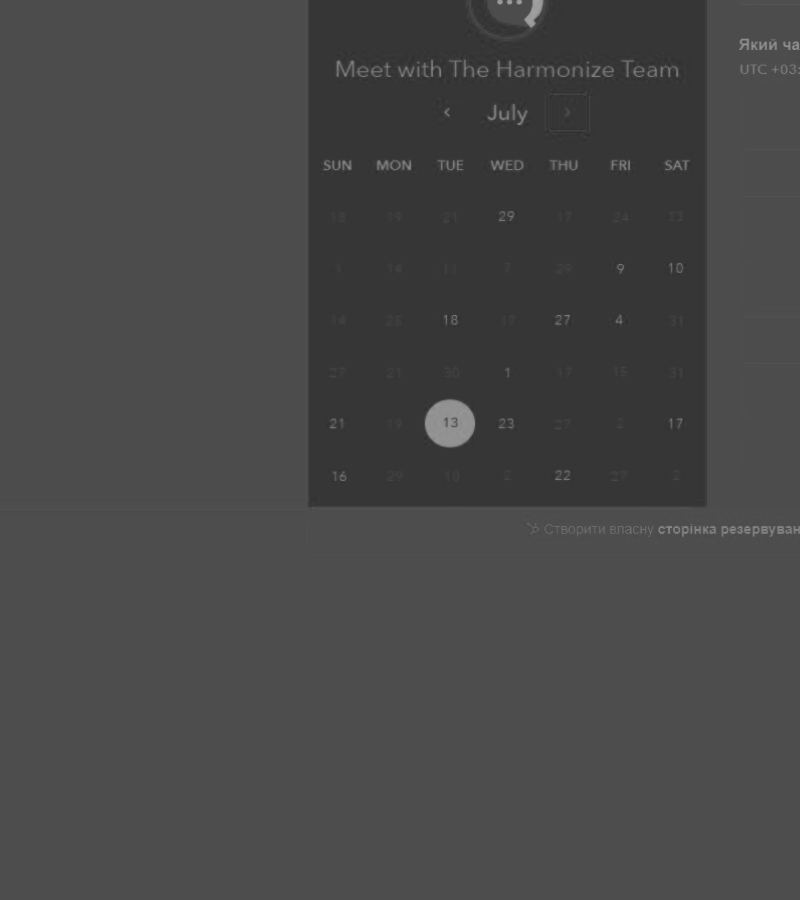 Meet with The Harmonize Team
July
SUN MON TUE WED THU FRI SAT
18 19 21 29 17 24 23
14 7 29 9 10
14 25 18 17 27 4 31
27 21 30 1 17 15 31
21 19 13 23 27 2 17
16 29 18 2 22 27 2
Який ча
UTC +03:
Створити власну сторінка резервуван